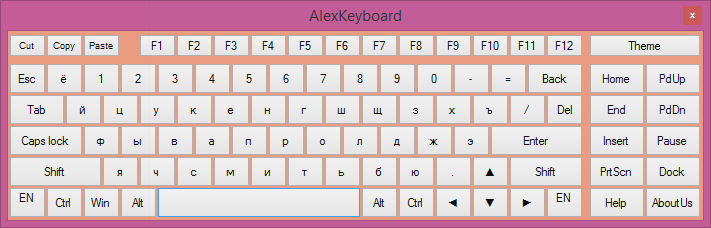 AlexKeyboard x
Cut Copy Paste F1 F2 F3 F4 F5 F6 F7 F8 F9 F10 F11 F12 Theme
Esc ё 1 2 3 4 5 6 7 8 9 0 - = Back Home PdUp
Tab й ц у к е н г ш щ з х ъ / Del End PdDn
Caps lock ф ы в а п р о л д ж э Enter Insert Pause
Shift я ч с м и т ь б ю . ▲ Shift PrtScn Dock
EN Ctrl Win Alt Alt Ctrl ◄ ▼ ► EN Help AboutUs